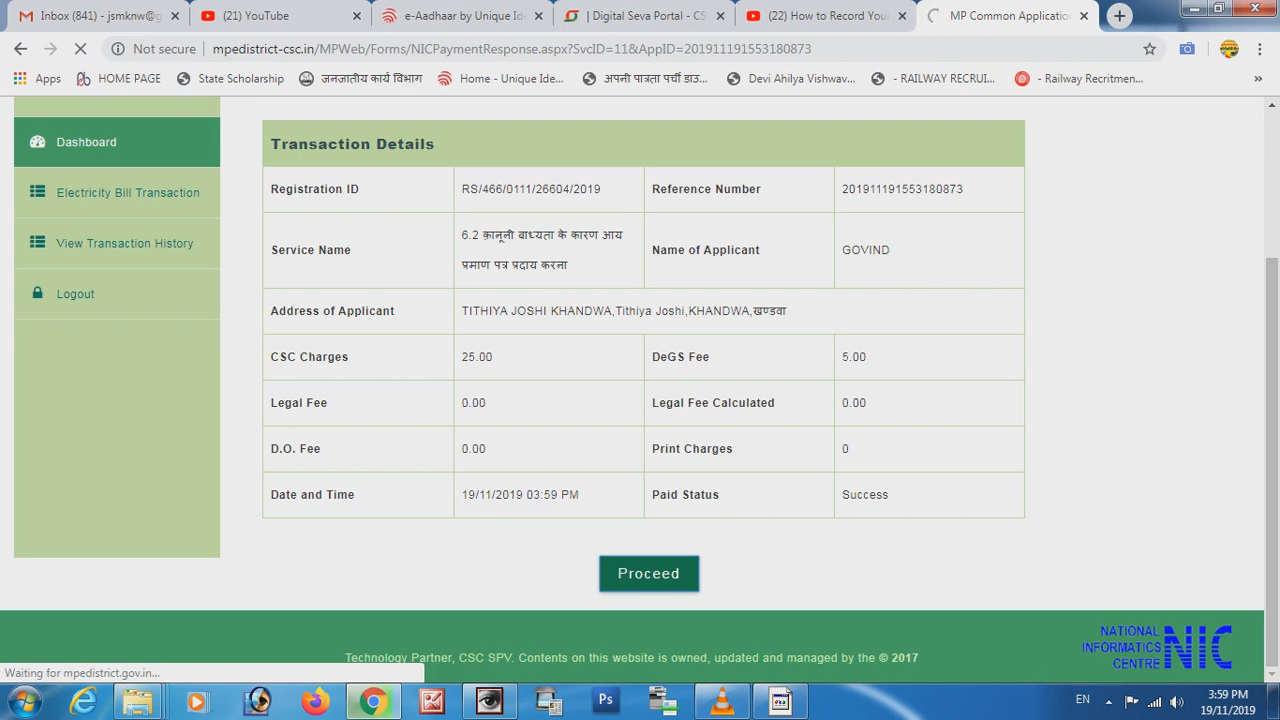 Inbox (841) - jsmknw@g
(21) YouTube
e-Aadhaar by Unique Ide
| Digital Seva Portal - CS
(22) How to Record Your
MP Common Applicatio
Not secure | mpedistrict-csc.in/MPWeb/Forms/NICPaymentResponse.aspx?SvcID=11&AppID=201911191553180873
Apps
HOME PAGE
State Scholarship
जनजातीय कार्य विभाग
Home - Unique Ide...
अपनी पात्रता पर्ची डाउ...
Devi Ahilya Vishwav...
- RAILWAY RECRUI...
- Railway Recritmen...
»
Dashboard
Electricity Bill Transaction
View Transaction History
Logout
Transaction Details
Registration ID RS/466/0111/26604/2019 Reference Number 201911191553180873
Service Name 6.2 क़ानूनी बाध्यता के कारण आय
प्रमाण पत्र प्रदाय करना
Name of Applicant GOVIND
Address of Applicant TITHIYA JOSHI KHANDWA,Tithiya Joshi,KHANDWA,खण्डवा
CSC Charges 25.00 DeGS Fee 5.00
Legal Fee 0.00 Legal Fee Calculated 0.00
D.O. Fee 0.00 Print Charges 0
Date and Time 19/11/2019 03:59 PM Paid Status Success
Proceed
NATIONAL
INFORMATICS
CENTRE
NIC
Technology Partner, CSC SPV. Contents on this website is owned, updated and managed by the © 2017
Waiting for mpedistrict.gov.in...
Ps
EN
3:59 PM
19/11/2019